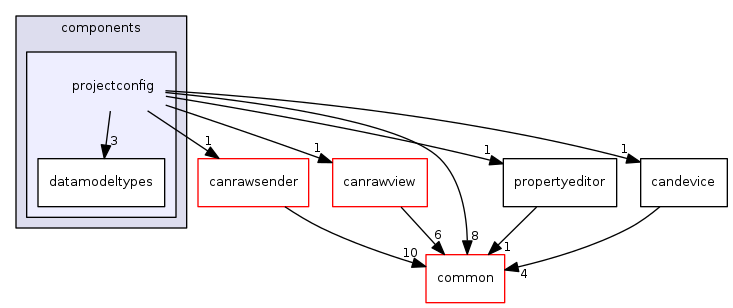 components
projectconfig
3
1
1
1
1
datamodeltypes
canrawsender
canrawview
propertyeditor
candevice
10
6
8
1
4
common